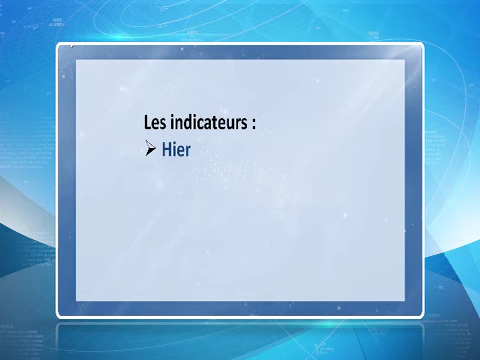 Les indicateurs :
➢ Hier